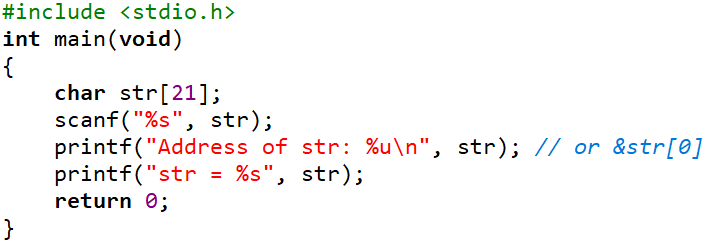 #include <stdio.h>
int main(void)
{
    char str[21];
    scanf("%s", str);
    printf("Address of str: %u\n", str); // or &str[0]
    printf("str = %s", str);
    return 0;
}